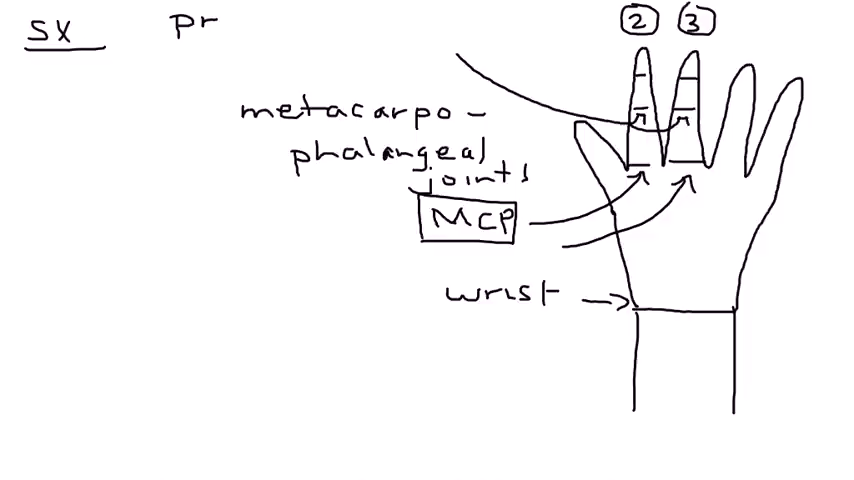 sx pr
2 3
metacarpo-
phalangeal
joints
MCP
wrist